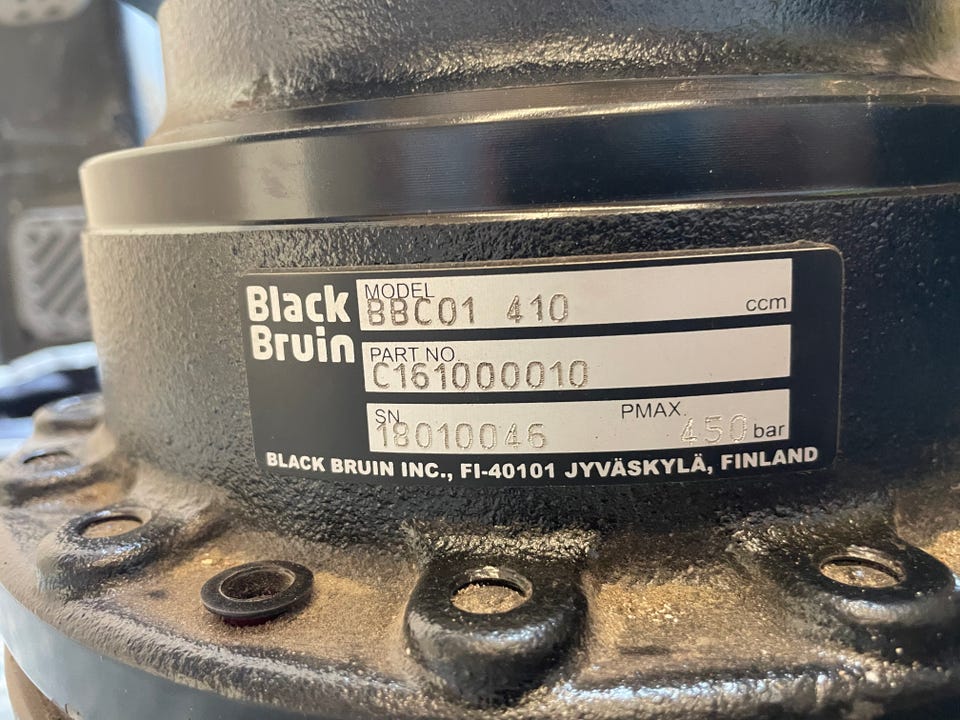 Black
Bruin
MODEL
BBC01 410 ccm
PART NO.
C161000010
SN PMAX.
18010046 450 bar
BLACK BRUIN INC., FI-40101 JYVÄSKYLÄ, FINLAND